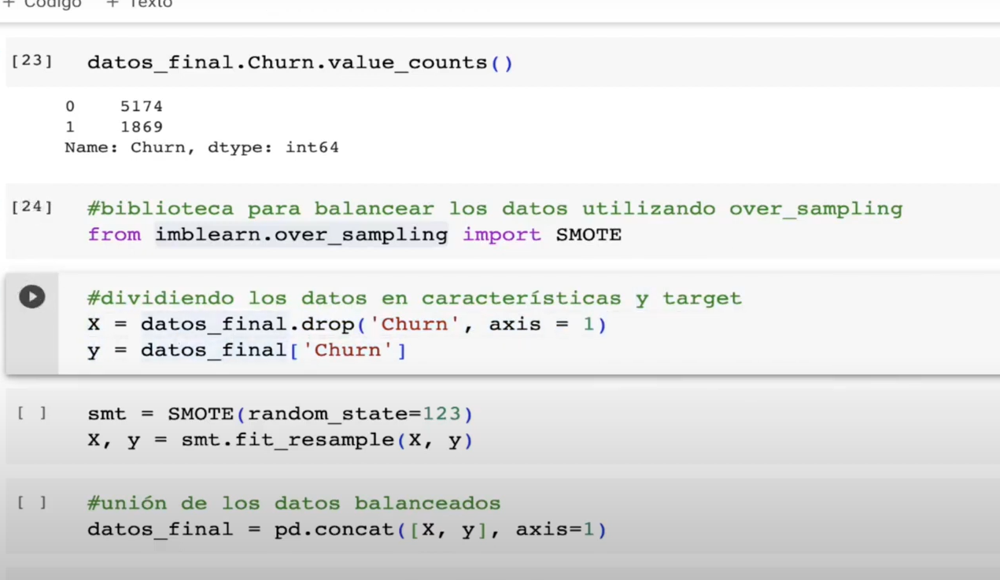 + Código + Texto
[23] datos_final.Churn.value_counts()
0 5174
1 1869
Name: Churn, dtype: int64
[24] #biblioteca para balancear los datos utilizando over_sampling
from imblearn.over_sampling import SMOTE
#dividiendo los datos en características y target
X = datos_final.drop('Churn', axis = 1)
y = datos_final['Churn']
[ ] smt = SMOTE(random_state=123)
X, y = smt.fit_resample(X, y)
[ ] #unión de los datos balanceados
datos_final = pd.concat([X, y], axis=1)